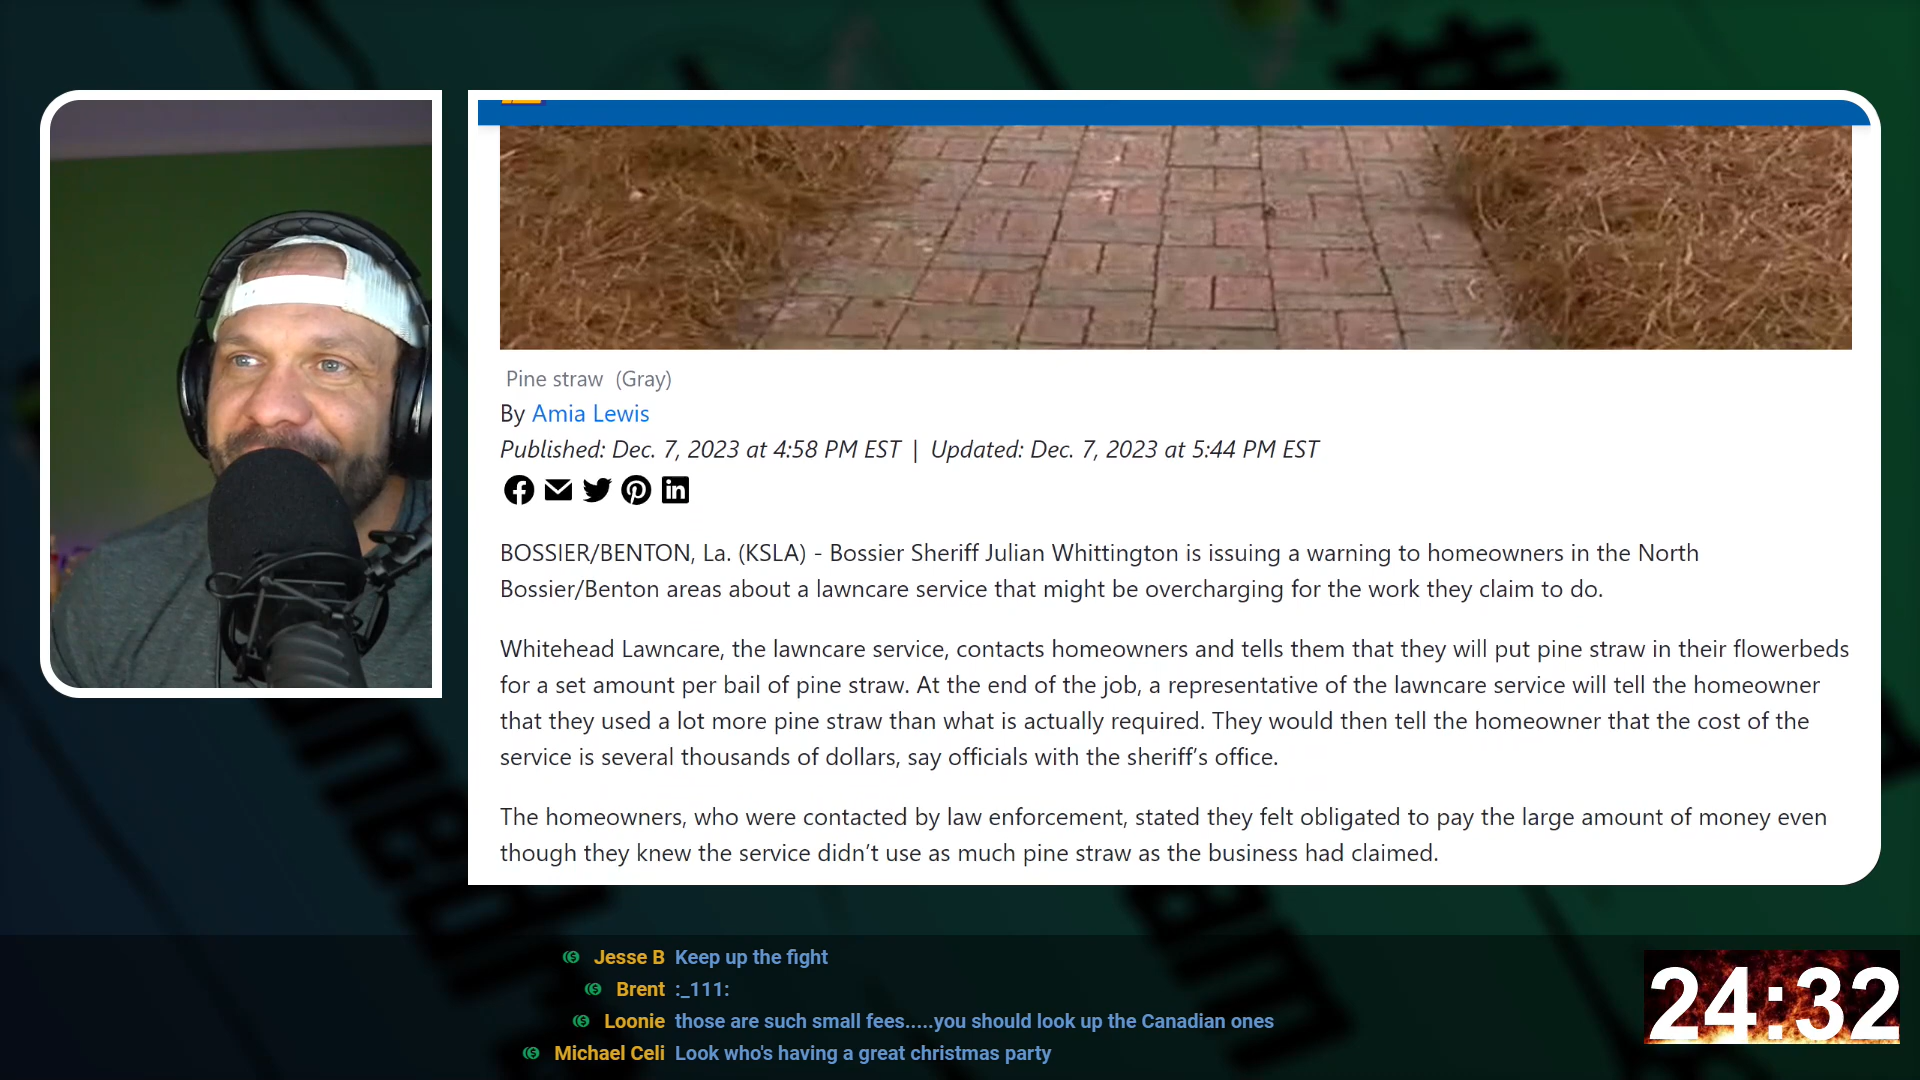 Pine straw (Gray)
By Amia Lewis
Published: Dec. 7, 2023 at 4:58 PM EST | Updated: Dec. 7, 2023 at 5:44 PM EST
BOSSIER/BENTON, La. (KSLA) - Bossier Sheriff Julian Whittington is issuing a warning to homeowners in the North
Bossier/Benton areas about a lawncare service that might be overcharging for the work they claim to do.
Whitehead Lawncare, the lawncare service, contacts homeowners and tells them that they will put pine straw in their flowerbeds
for a set amount per bail of pine straw. At the end of the job, a representative of the lawncare service will tell the homeowner
that they used a lot more pine straw than what is actually required. They would then tell the homeowner that the cost of the
service is several thousands of dollars, say officials with the sheriff’s office.
The homeowners, who were contacted by law enforcement, stated they felt obligated to pay the large amount of money even
though they knew the service didn’t use as much pine straw as the business had claimed.
Jesse B Keep up the fight
Brent :_111:
Loonie those are such small fees.....you should look up the Canadian ones
Michael Celi Look who's having a great christmas party
24:32